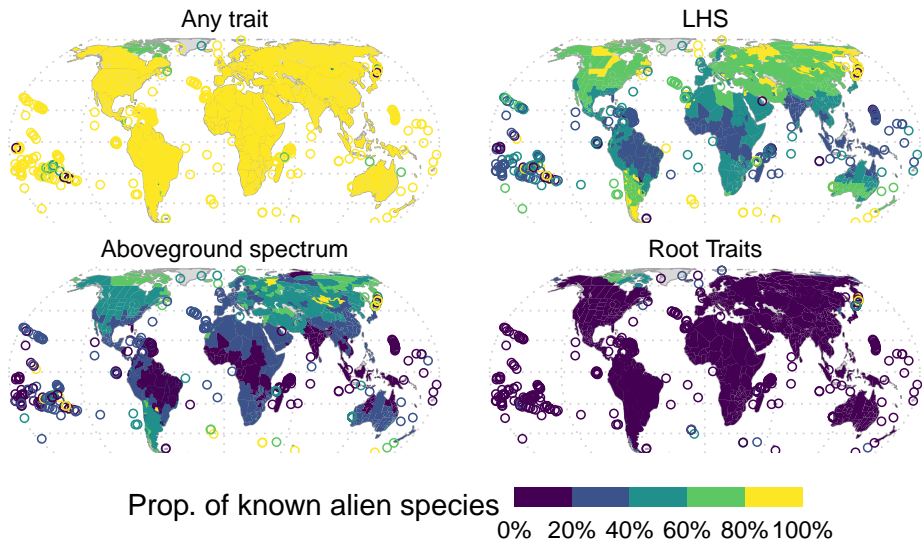 Any trait
LHS
Aboveground spectrum
Root Traits
Prop. of known alien species
0% 20% 40% 60% 80% 100%